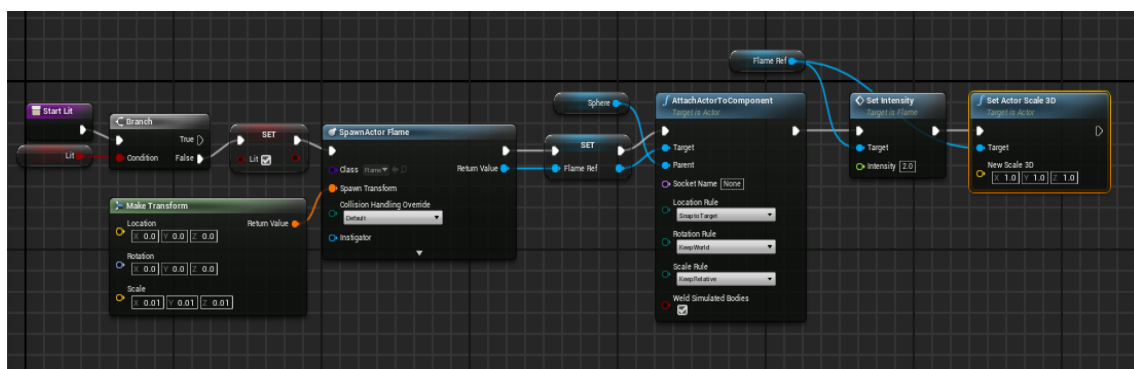 Start Lit
Lit
Branch
True
Condition
False
SET
Lit
Make Transform
Location
Return Value
X 0.0 Y 0.0 Z 0.0
Rotation
X 0.0 Y 0.0 Z 0.0
Scale
X 0.01 Y 0.01 Z 0.01
SpawnActor Flame
Class Flame
Return Value
Spawn Transform
Collision Handling Override
Default
Instigator
SET
Flame Ref
Sphere
AttachActorToComponent
Target is Actor
Target
Parent
Socket Name None
Location Rule
Snap to Target
Rotation Rule
Keep World
Scale Rule
Keep Relative
Weld Simulated Bodies
Flame Ref
Set Intensity
Target is Flame
Target
Intensity 2.0
Set Actor Scale 3D
Target is Actor
Target
New Scale 3D
X 1.0 Y 1.0 Z 1.0